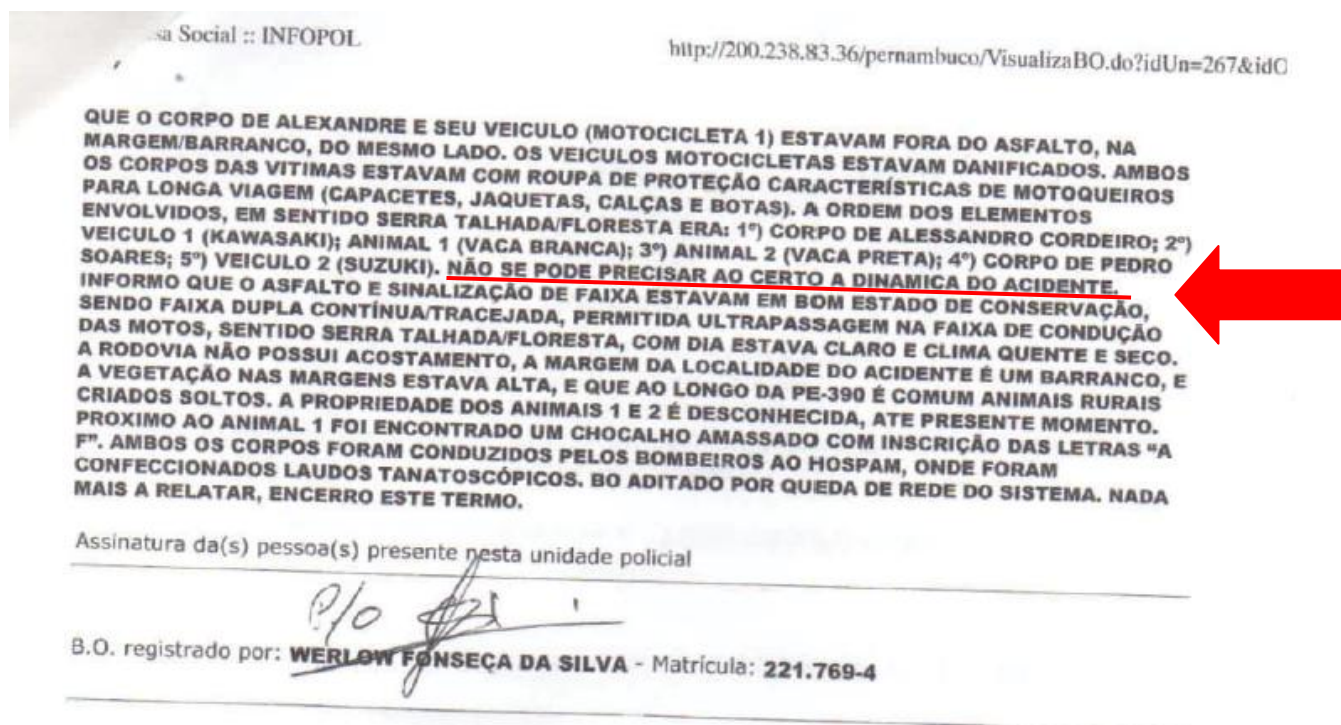 sa Social :: INFOPOL
http://200.238.83.36/pernambuco/VisualizaBO.do?idUn=267&idO
QUE O CORPO DE ALEXANDRE E SEU VEICULO (MOTOCICLETA 1) ESTAVAM FORA DO ASFALTO, NA
MARGEM/BARRANCO, DO MESMO LADO. OS VEICULOS MOTOCICLETAS ESTAVAM DANIFICADOS. AMBOS
OS CORPOS DAS VITIMAS ESTAVAM COM ROUPA DE PROTEÇÃO CARACTERÍSTICAS DE MOTOQUEIROS
PARA LONGA VIAGEM (CAPACETES, JAQUETAS, CALÇAS E BOTAS). A ORDEM DOS ELEMENTOS
ENVOLVIDOS, EM SENTIDO SERRA TALHADA/FLORESTA ERA: 1º) CORPO DE ALESSANDRO CORDEIRO; 2º)
VEICULO 1 (KAWASAKI); ANIMAL 1 (VACA BRANCA); 3º) ANIMAL 2 (VACA PRETA); 4º) CORPO DE PEDRO
SOARES; 5º) VEICULO 2 (SUZUKI). NÃO SE PODE PRECISAR AO CERTO A DINAMICA DO ACIDENTE.
INFORMO QUE O ASFALTO E SINALIZAÇÃO DE FAIXA ESTAVAM EM BOM ESTADO DE CONSERVAÇÃO,
SENDO FAIXA DUPLA CONTÍNUA/TRACEJADA, PERMITIDA ULTRAPASSAGEM NA FAIXA DE CONDUÇÃO
DAS MOTOS, SENTIDO SERRA TALHADA/FLORESTA, COM DIA ESTAVA CLARO E CLIMA QUENTE E SECO.
A RODOVIA NÃO POSSUI ACOSTAMENTO, A MARGEM DA LOCALIDADE DO ACIDENTE É UM BARRANCO, E
A VEGETAÇÃO NAS MARGENS ESTAVA ALTA, E QUE AO LONGO DA PE-390 É COMUM ANIMAIS RURAIS
CRIADOS SOLTOS. A PROPRIEDADE DOS ANIMAIS 1 E 2 É DESCONHECIDA, ATE PRESENTE MOMENTO.
PROXIMO AO ANIMAL 1 FOI ENCONTRADO UM CHOCALHO AMASSADO COM INSCRIÇÃO DAS LETRAS “A
F”. AMBOS OS CORPOS FORAM CONDUZIDOS PELOS BOMBEIROS AO HOSPAM, ONDE FORAM
CONFECCIONADOS LAUDOS TANATOSCÓPICOS. BO ADITADO POR QUEDA DE REDE DO SISTEMA. NADA
MAIS A RELATAR, ENCERRO ESTE TERMO.
Assinatura da(s) pessoa(s) presente nesta unidade policial
P/O
B.O. registrado por: WERLOW FONSEÇA DA SILVA - Matrícula: 221.769-4